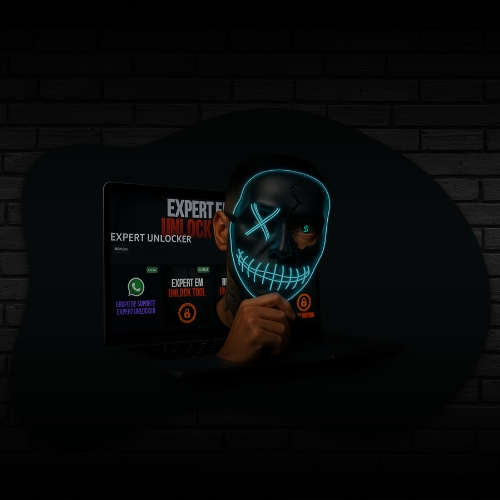 EXPERT E
UNLOCK
EXPERT UNLOCKER
GRUPO DE SUPORTE
EXPERT UNLOCKER
EXPERT EM
UNLOCK TOOL